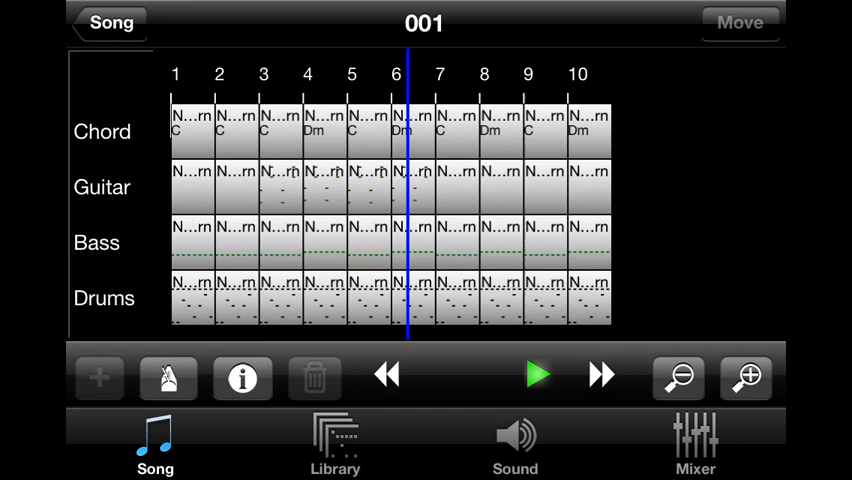 Song 001 Move
1 2 3 4 5 6 7 8 9 10
N...rn N...rn N...rn N...rn N...rn N...rn N...rn N...rn N...rn N...rn
Chord C C C Dm C Dm C Dm C Dm
Guitar N...rn N...rn N...rn N...rn N...rn N...rn N...rn N...rn N...rn N...rn
Bass N...rn N...rn N...rn N...rn N...rn N...rn N...rn N...rn N...rn N...rn
Drums N...rn N...rn N...rn N...rn N...rn N...rn N...rn N...rn N...rn N...rn
Song Library Sound Mixer